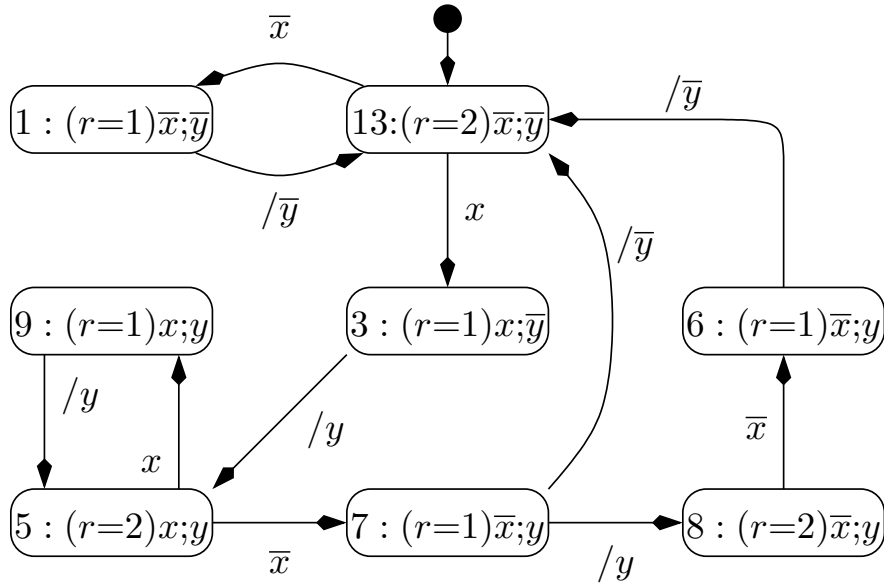 x̅
1 : (r=1)x̅;y̅
13:(r=2)x̅;y̅
/y̅
/y̅
x
/y̅
9 : (r=1)x;y
3 : (r=1)x;y̅
6 : (r=1)x̅;y
/y
/y
x
x̅
5 : (r=2)x;y
7 : (r=1)x̅;y
8 : (r=2)x̅;y
x̅
/y